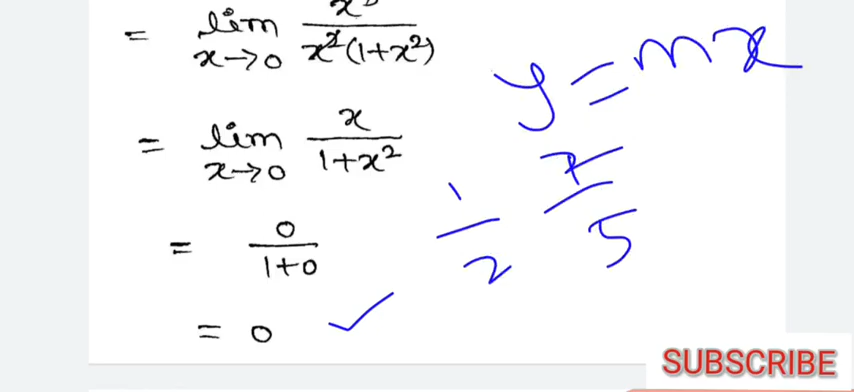 = lim x→0 x³/x²(1+x²)
= lim x→0 x/1+x²
= 0/1+0
= 0 ✓
y = mx
1/2 7/5
SUBSCRIBE